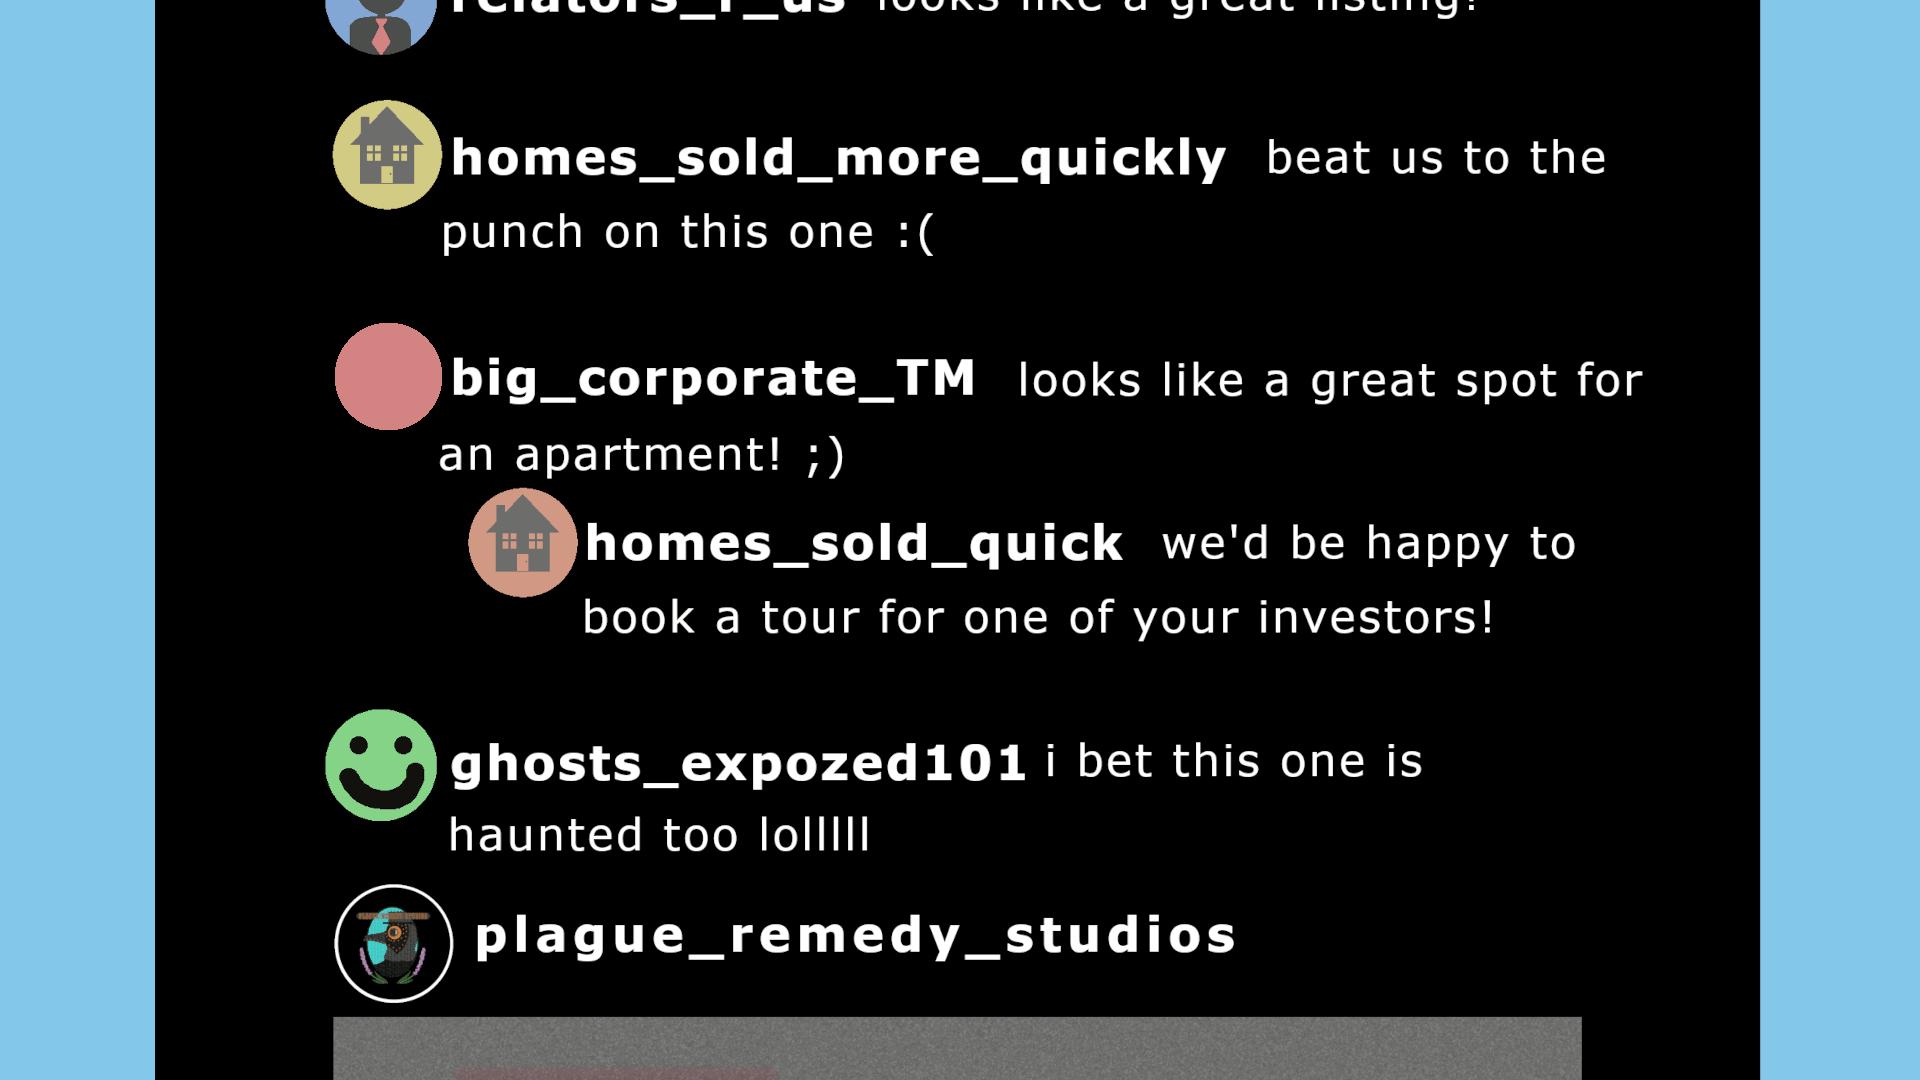 relators_r_us looks like a great listing!
homes_sold_more_quickly beat us to the
punch on this one :(
big_corporate_TM looks like a great spot for
an apartment! ;)
homes_sold_quick we'd be happy to
book a tour for one of your investors!
ghosts_expozed101 i bet this one is
haunted too lolllll
plague_remedy_studios